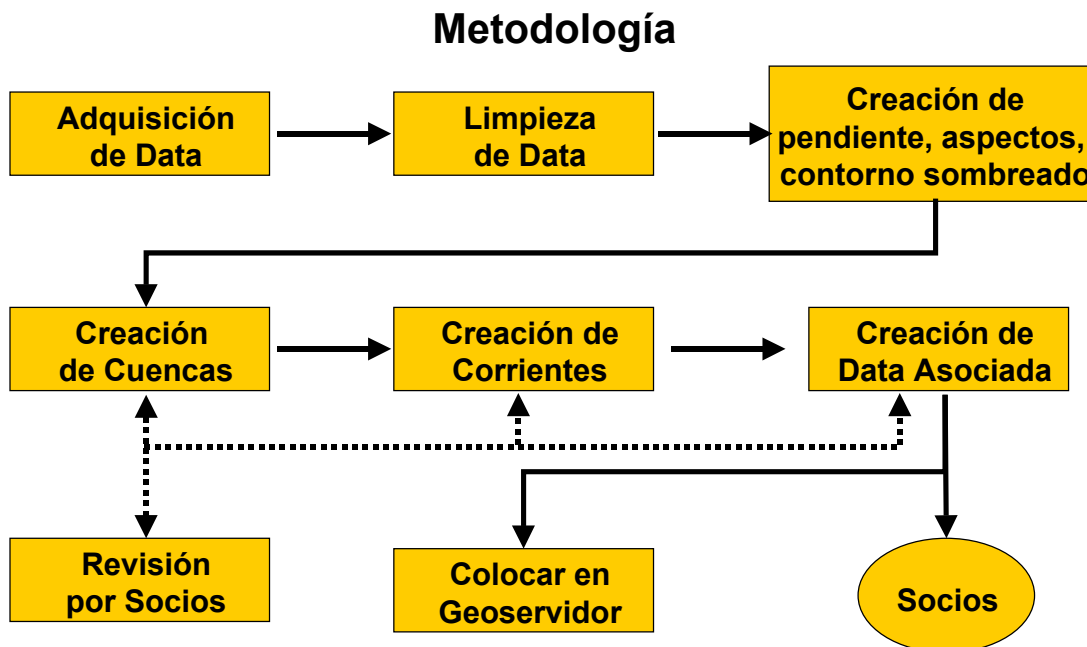 Metodología
Adquisición
de Data
Limpieza
de Data
Creación de
pendiente, aspectos,
contorno sombreado
Creación
de Cuencas
Creación de
Corrientes
Creación de
Data Asociada
Revisión
por Socios
Colocar en
Geoservidor
Socios